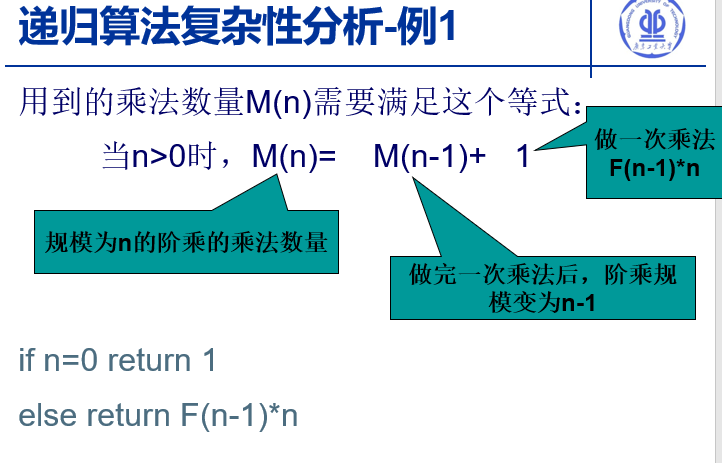 递归算法复杂性分析-例1
用到的乘法数量M(n)需要满足这个等式：
当n>0时，M(n)= M(n-1)+ 1
做一次乘法
F(n-1)*n
规模为n的阶乘的乘法数量
做完一次乘法后，阶乘规
模变为n-1
if n=0 return 1
else return F(n-1)*n